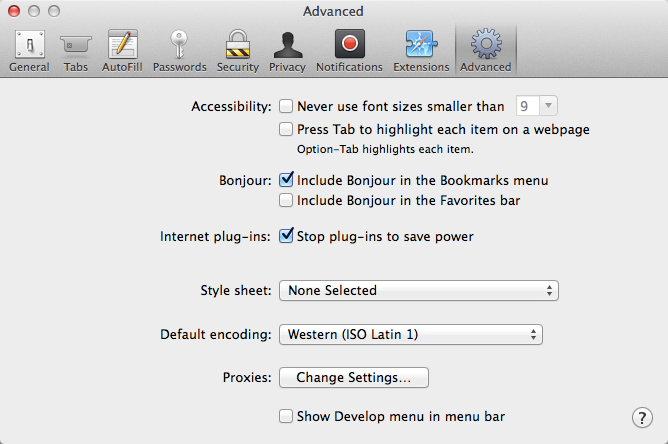 Advanced
General Tabs AutoFill Passwords Security Privacy Notifications Extensions Advanced
Accessibility: Never use font sizes smaller than 9
Press Tab to highlight each item on a webpage
Option-Tab highlights each item.
Bonjour: Include Bonjour in the Bookmarks menu
Include Bonjour in the Favorites bar
Internet plug-ins: Stop plug-ins to save power
Style sheet: None Selected
Default encoding: Western (ISO Latin 1)
Proxies: Change Settings...
Show Develop menu in menu bar
?